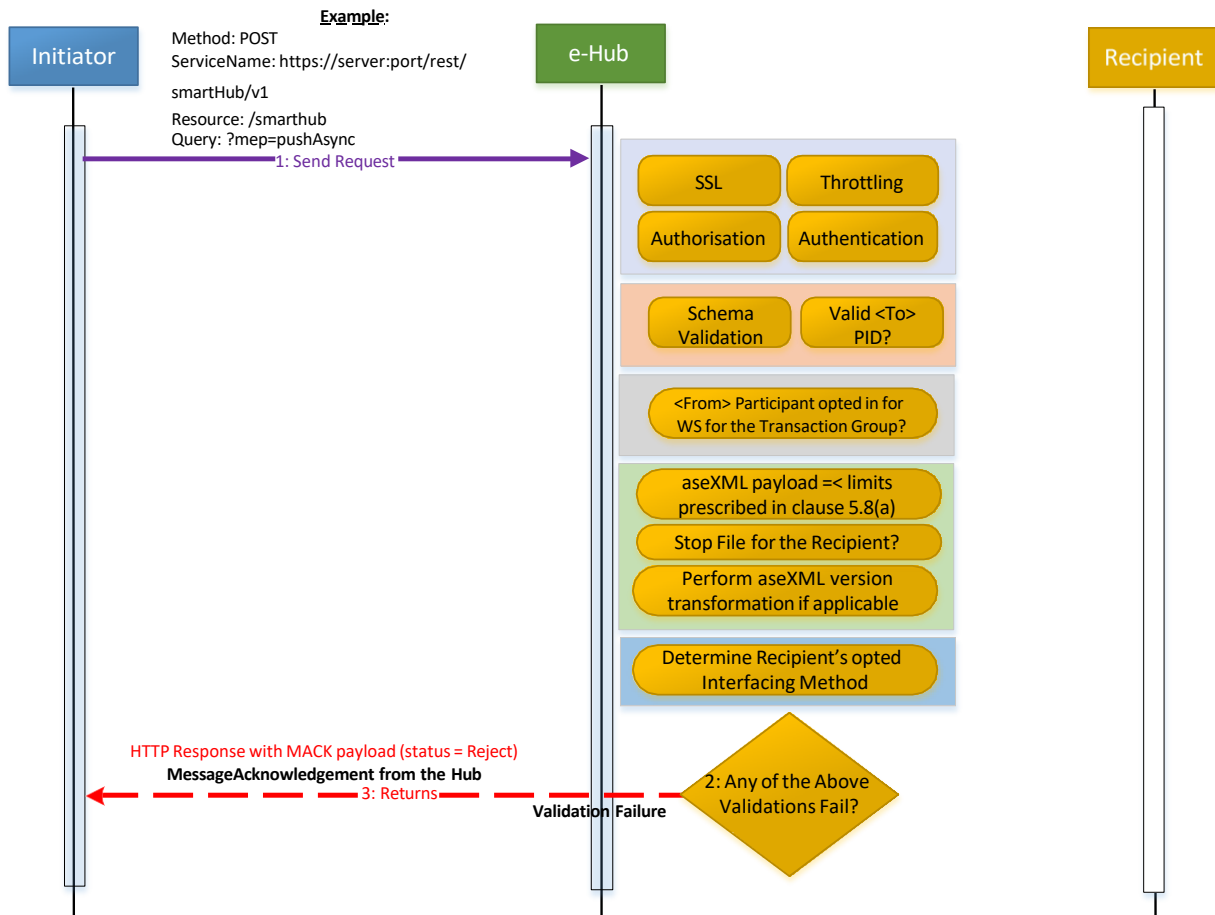 Example:
Method: POST
ServiceName: https://server:port/rest/
smartHub/v1
Resource: /smarthub
Query: ?mep=pushAsync
Initiator
e-Hub
Recipient
1: Send Request
SSL
Throttling
Authorisation
Authentication
Schema
Validation
Valid <To>
PID?
<From> Participant opted in for
WS for the Transaction Group?
aseXML payload =< limits
prescribed in clause 5.8(a)
Stop File for the Recipient?
Perform aseXML version
transformation if applicable
Determine Recipient's opted
Interfacing Method
2: Any of the Above
Validations Fail?
HTTP Response with MACK payload (status = Reject)
MessageAcknowledgement from the Hub
3: Returns
Validation Failure